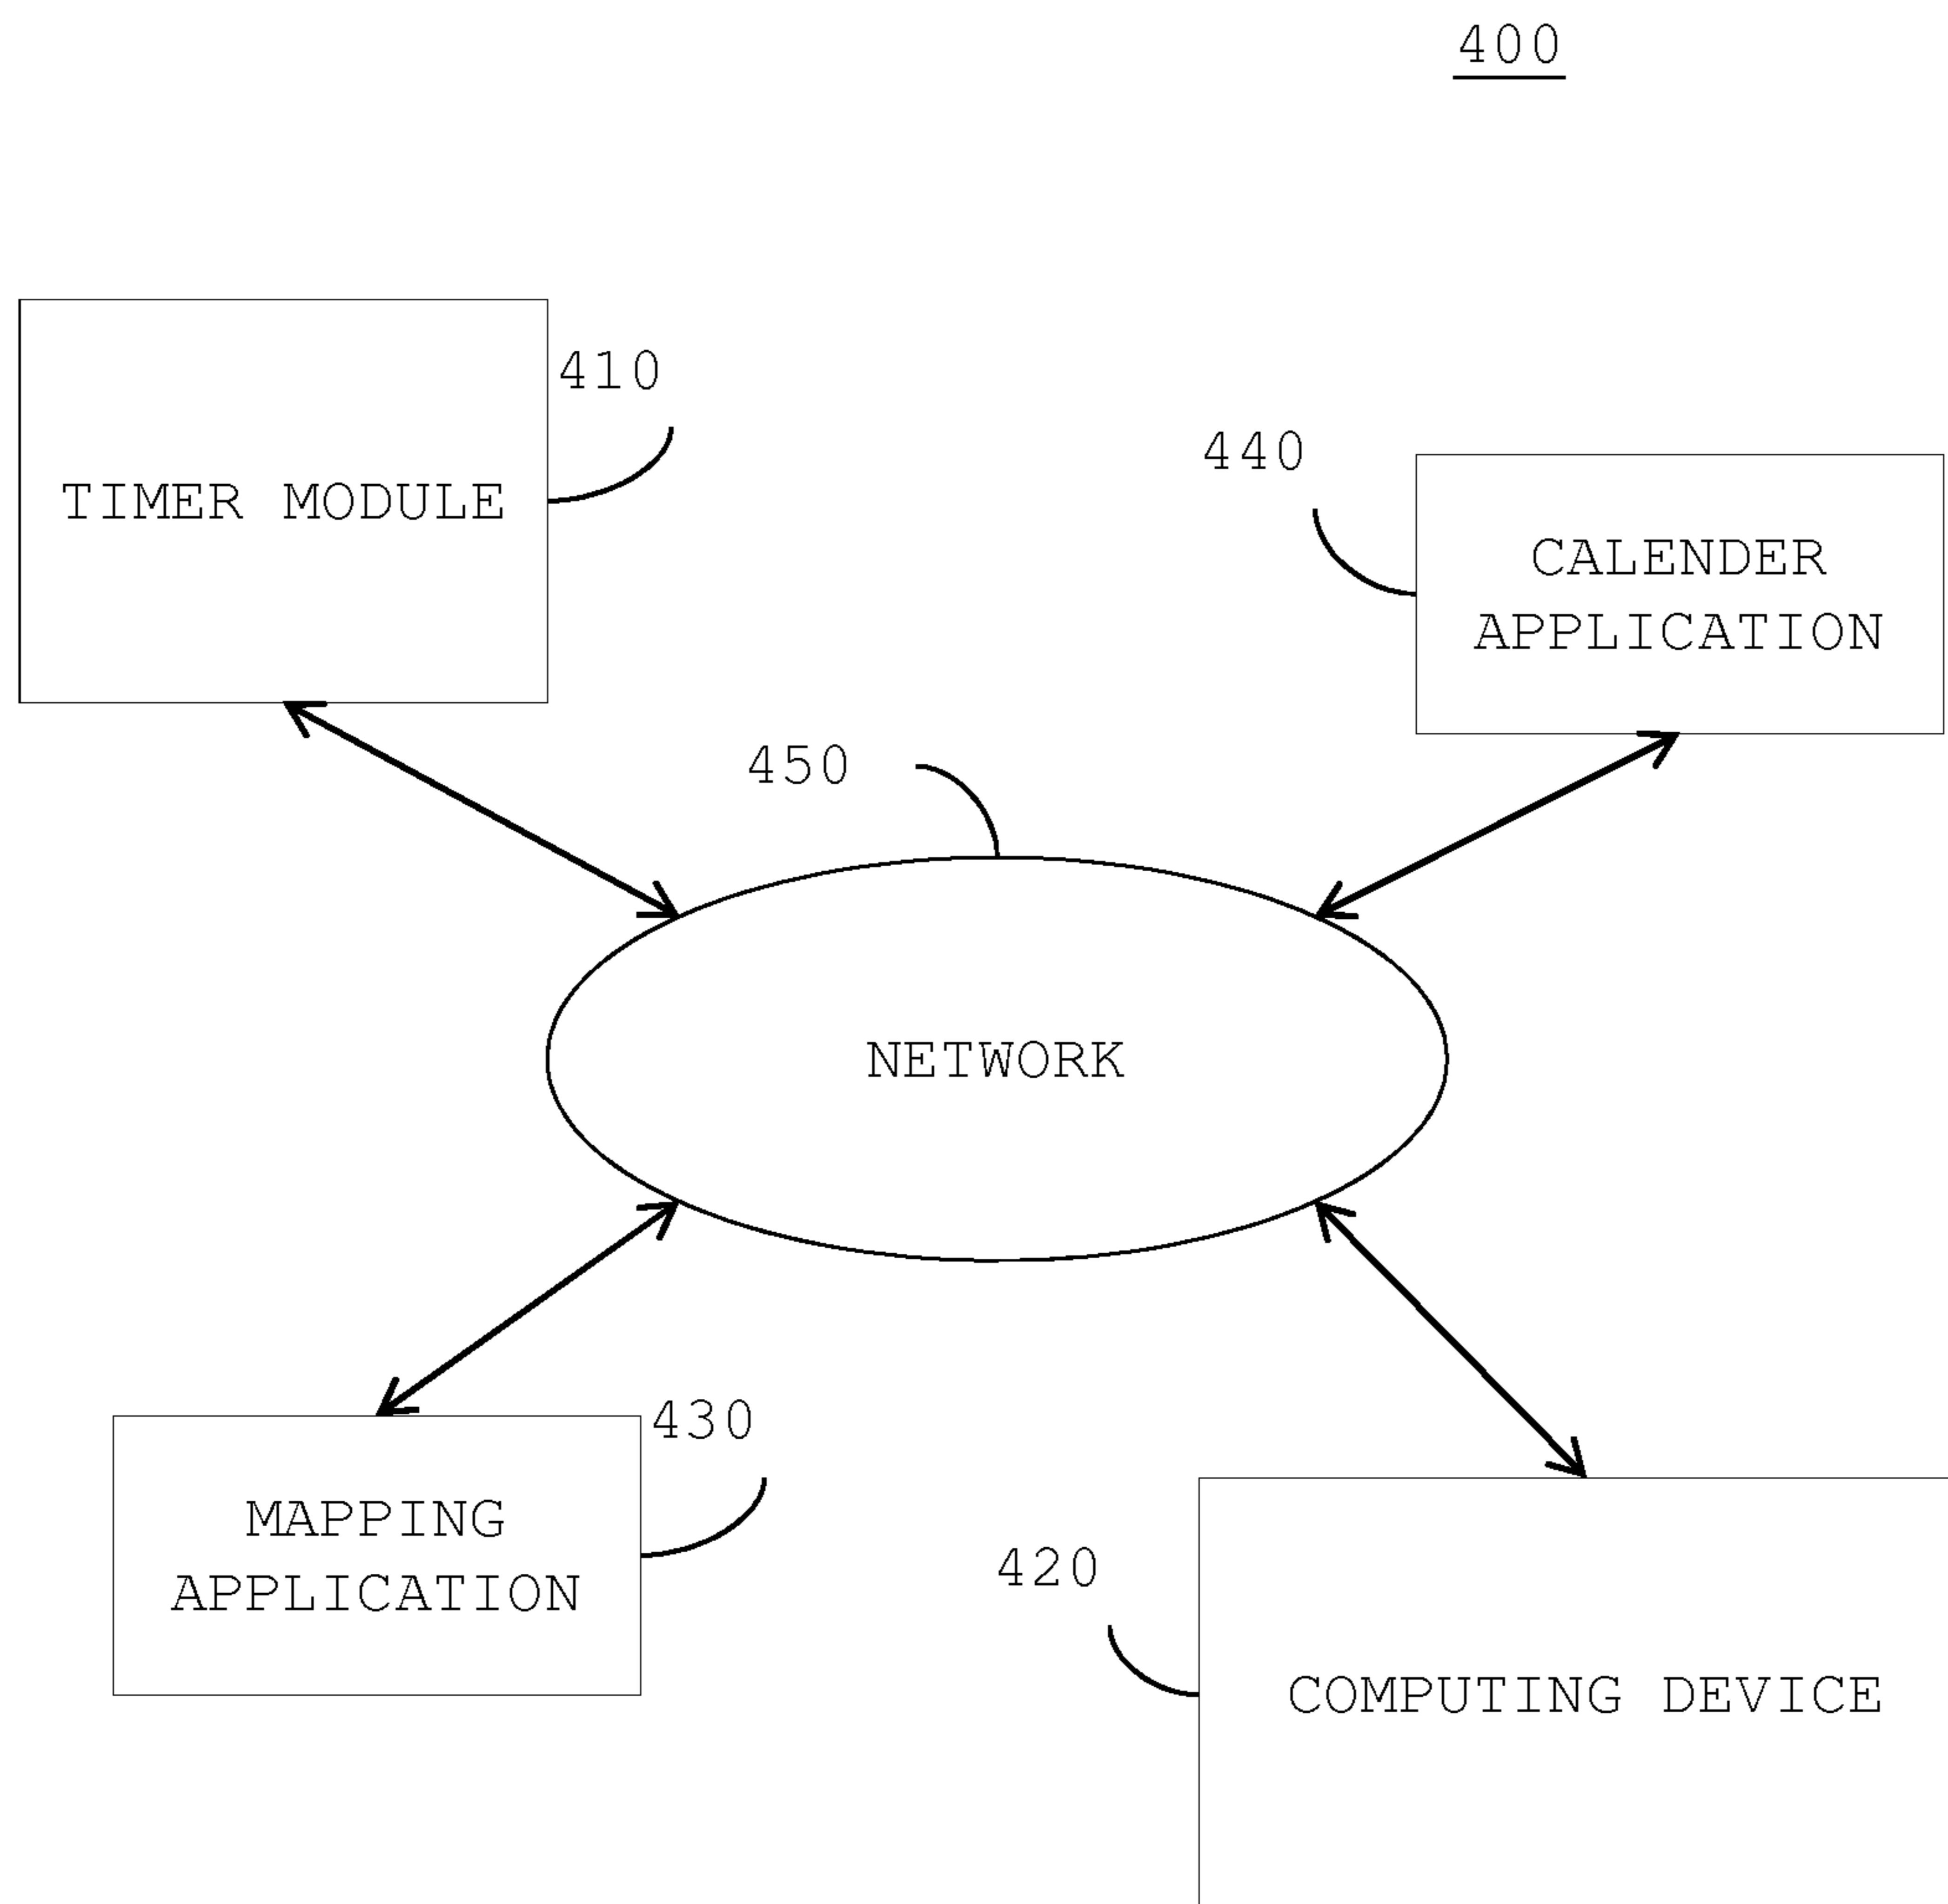 400
410
TIMER MODULE
440
CALENDER
APPLICATION
450
NETWORK
430
MAPPING
APPLICATION
420
COMPUTING DEVICE